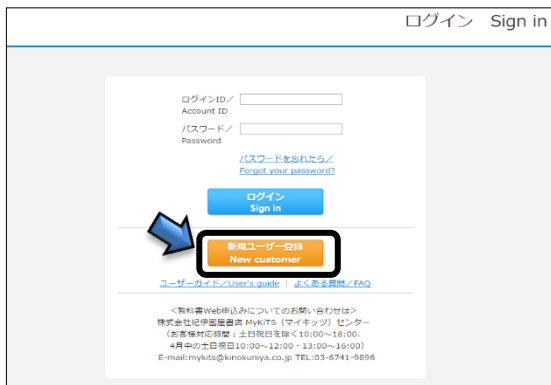 ログイン Sign in
ログインID／
Account ID
パスワード／
Password
パスワードを忘れたら／
Forgot your password?
ログイン
Sign in
新規ユーザー登録
New customer
ユーザーガイド／User's guide | よくある質問／FAQ
＜教科書Web申込みについてのお問い合わせは＞
株式会社紀伊國屋書店 MyKiTS（マイキッツ）センター
（お客様対応時間：土日祝日を除く10:00～18:00.
4月中の土日祝日10:00～12:00・13:00～16:00）
E-mail:mykits@kinokuniya.co.jp TEL:03-6741-9896